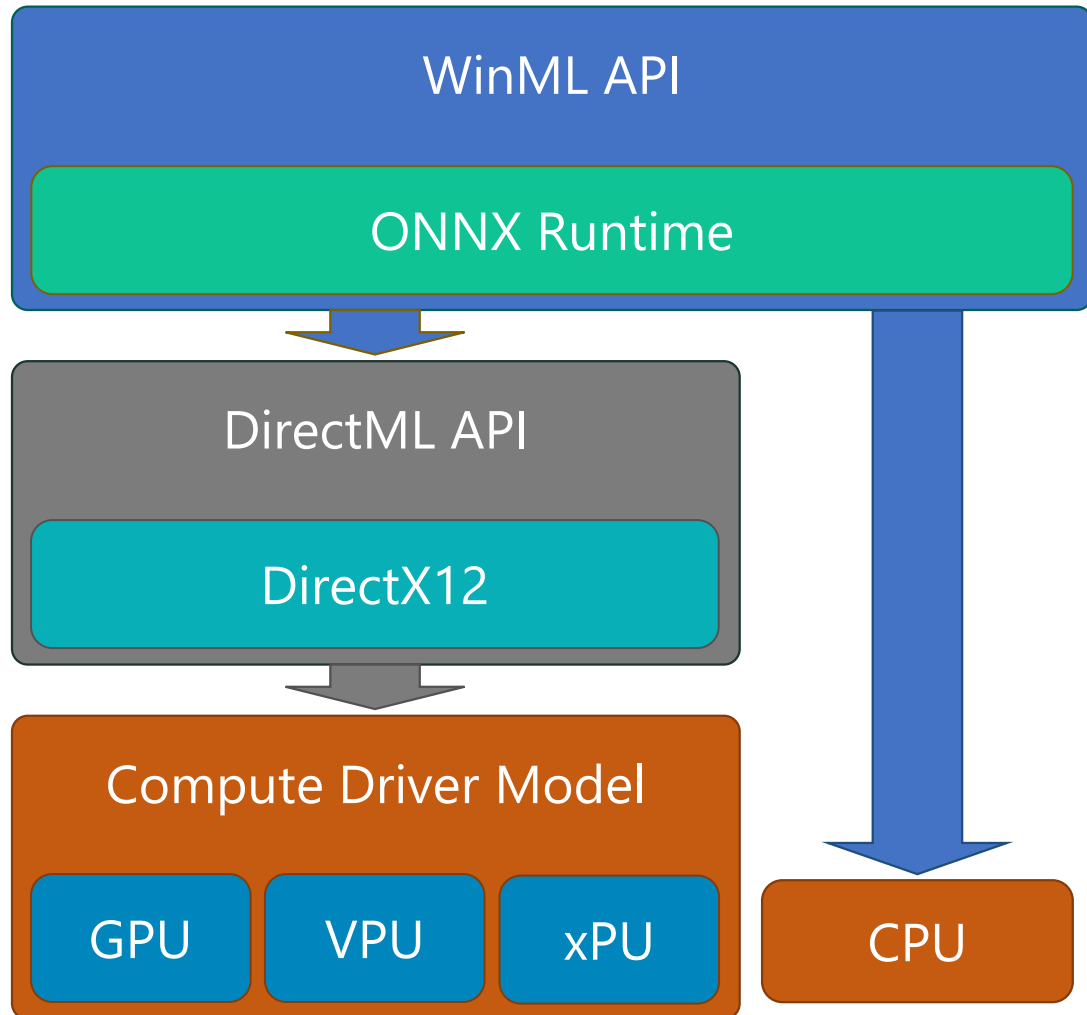 WinML API
ONNX Runtime
DirectML API
DirectX12
Compute Driver Model
GPU
VPU
xPU
CPU